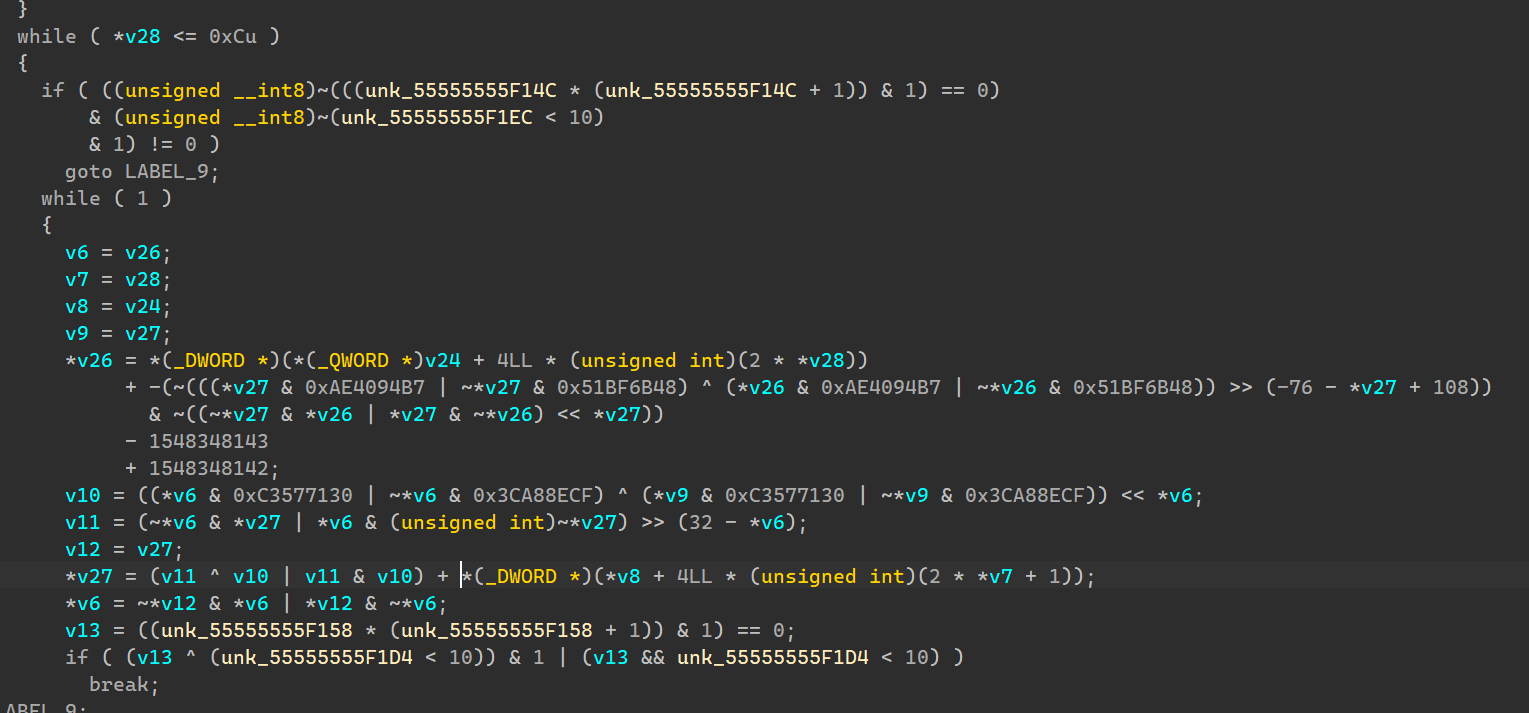 }
while ( *v28 <= 0xCu )
{
if ( ((unsigned __int8)~(((unk_55555555F14C * (unk_55555555F14C + 1)) & 1) == 0)
& (unsigned __int8)~(unk_55555555F1EC < 10)
& 1) != 0 )
goto LABEL_9;
while ( 1 )
{
v6 = v26;
v7 = v28;
v8 = v24;
v9 = v27;
*v26 = *(_DWORD *)(*(_QWORD *)v24 + 4LL * (unsigned int)(2 * *v28))
+ -(~(((*v27 & 0xAE4094B7 | ~*v27 & 0x51BF6B48) ^ (*v26 & 0xAE4094B7 | ~*v26 & 0x51BF6B48)) >> (-76 - *v27 + 108))
& ~((~*v27 & *v26 | *v27 & ~*v26) << *v27))
- 1548348143
+ 1548348142;
v10 = ((*v6 & 0xC3577130 | ~*v6 & 0x3CA88ECF) ^ (*v9 & 0xC3577130 | ~*v9 & 0x3CA88ECF)) << *v6;
v11 = (~*v6 & *v27 | *v6 & (unsigned int)~*v27) >> (32 - *v6);
v12 = v27;
*v27 = (v11 ^ v10 | v11 & v10) + *(_DWORD *)(*v8 + 4LL * (unsigned int)(2 * *v7 + 1));
*v6 = ~*v12 & *v6 | *v12 & ~*v6;
v13 = ((unk_55555555F158 * (unk_55555555F158 + 1)) & 1) == 0;
if ( (v13 ^ (unk_55555555F1D4 < 10)) & 1 | (v13 && unk_55555555F1D4 < 10) )
break;
ABEL_9: